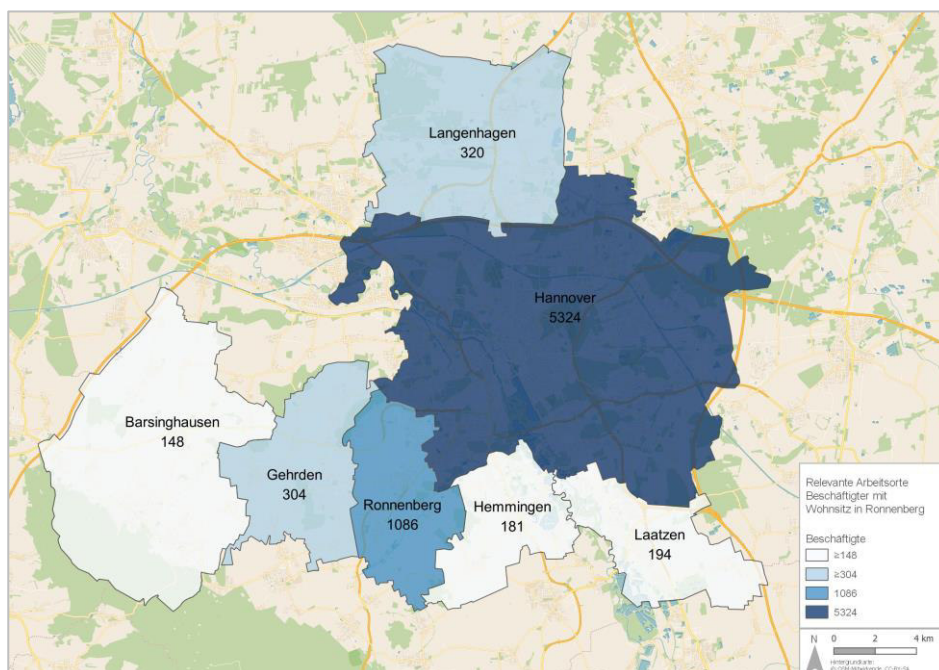 Langenhagen
320
Hannover
5324
Barsinghausen
148
Gehrden
304
Ronnenberg
1086
Hemmingen
181
Laatzen
194
Relevante Arbeitsorte
Beschäftigter mit
Wohnsitz in Ronnenberg
Beschäftigte
≥148
≥304
1086
5324
N
0 2 4 km
Hintergrundkarte: